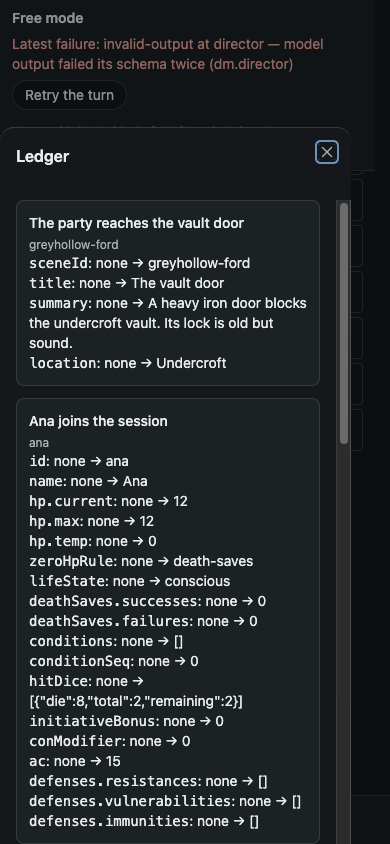 Free mode
Latest failure: invalid-output at director — model
output failed its schema twice (dm.director)
Retry the turn
Ledger
The party reaches the vault door
greyhollow-ford
sceneId: none → greyhollow-ford
title: none → The vault door
summary: none → A heavy iron door blocks
the undercroft vault. Its lock is old but
sound.
location: none → Undercroft
Ana joins the session
ana
id: none → ana
name: none → Ana
hp.current: none → 12
hp.max: none → 12
hp.temp: none → 0
zeroHpRule: none → death-saves
lifeState: none → conscious
deathSaves.successes: none → 0
deathSaves.failures: none → 0
conditions: none → []
conditionSeq: none → 0
hitDice: none →
[{"die":8,"total":2,"remaining":2}]
initiativeBonus: none → 0
conModifier: none → 0
ac: none → 15
defenses.resistances: none → []
defenses.vulnerabilities: none → []
defenses.immunities: none → []